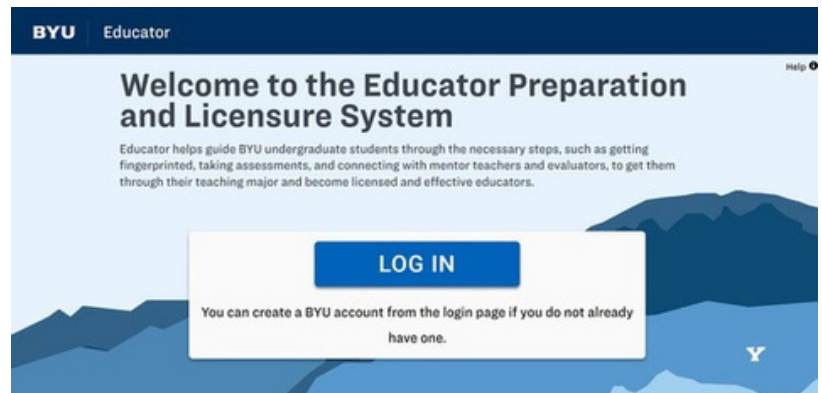 BYU Educator
Help
Welcome to the Educator Preparation
and Licensure System
Educator helps guide BYU undergraduate students through the necessary steps, such as getting
fingerprinted, taking assessments, and connecting with mentor teachers and evaluators, to get them
through their teaching major and become licensed and effective educators.
LOG IN
You can create a BYU account from the login page if you do not already
have one.
Y